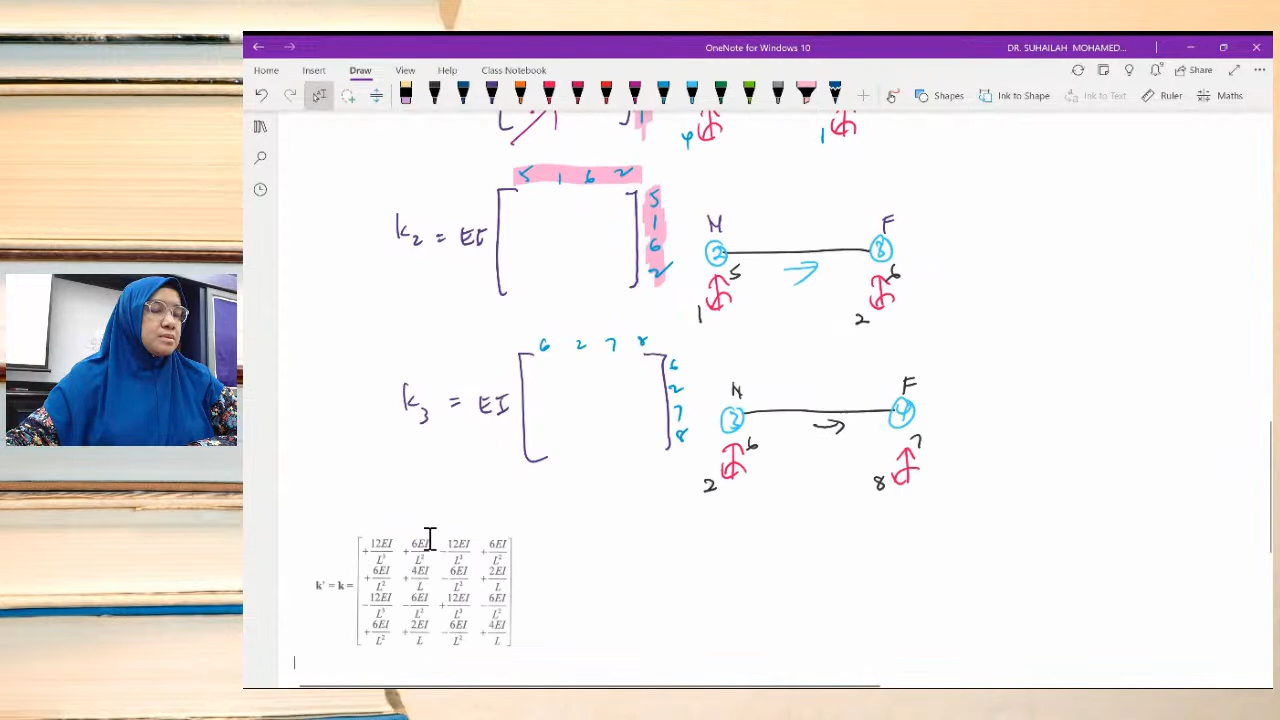 OneNote for Windows 10
DR. SUHAILAH MOHAMED...
Home Insert Draw View Help Class Notebook
Share
Shapes Ink to Shape Ink to Text Ruler Maths
1
4 1
5 1 6 2
k2 = EI
5
1
6
2
N F
2 3
5 6
1 2
6 2 7 8
k3 = EI
6
2
7
8
N F
3 4
6 7
2 8
k' = k =
+12EI/L³ +6EI/L² -12EI/L³ +6EI/L²
+6EI/L² +4EI/L -6EI/L² +2EI/L
-12EI/L³ -6EI/L² +12EI/L³ -6EI/L²
+6EI/L² +2EI/L -6EI/L² +4EI/L